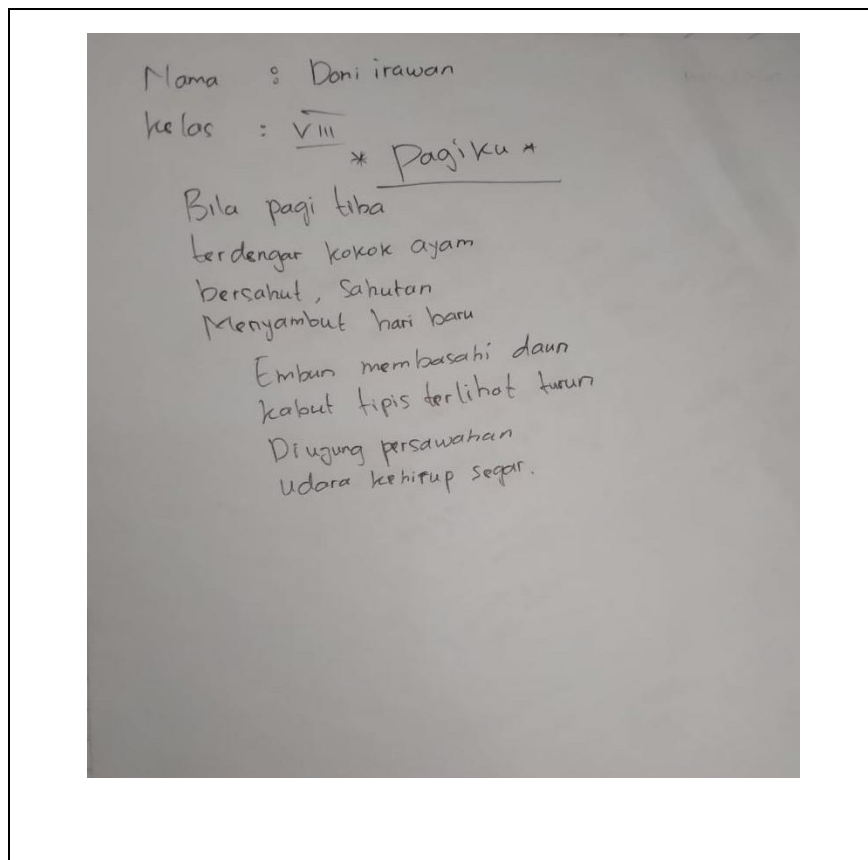 Nama : Doni irawan
kelas : VIII
* Pagiku *
Bila pagi tiba
terdengar kokok ayam
bersahut, Sahutan
Menyambut hari baru
Embun membasahi daun
kabut tipis terlihat turun
Diujung persawahan
udara kehirup segar.